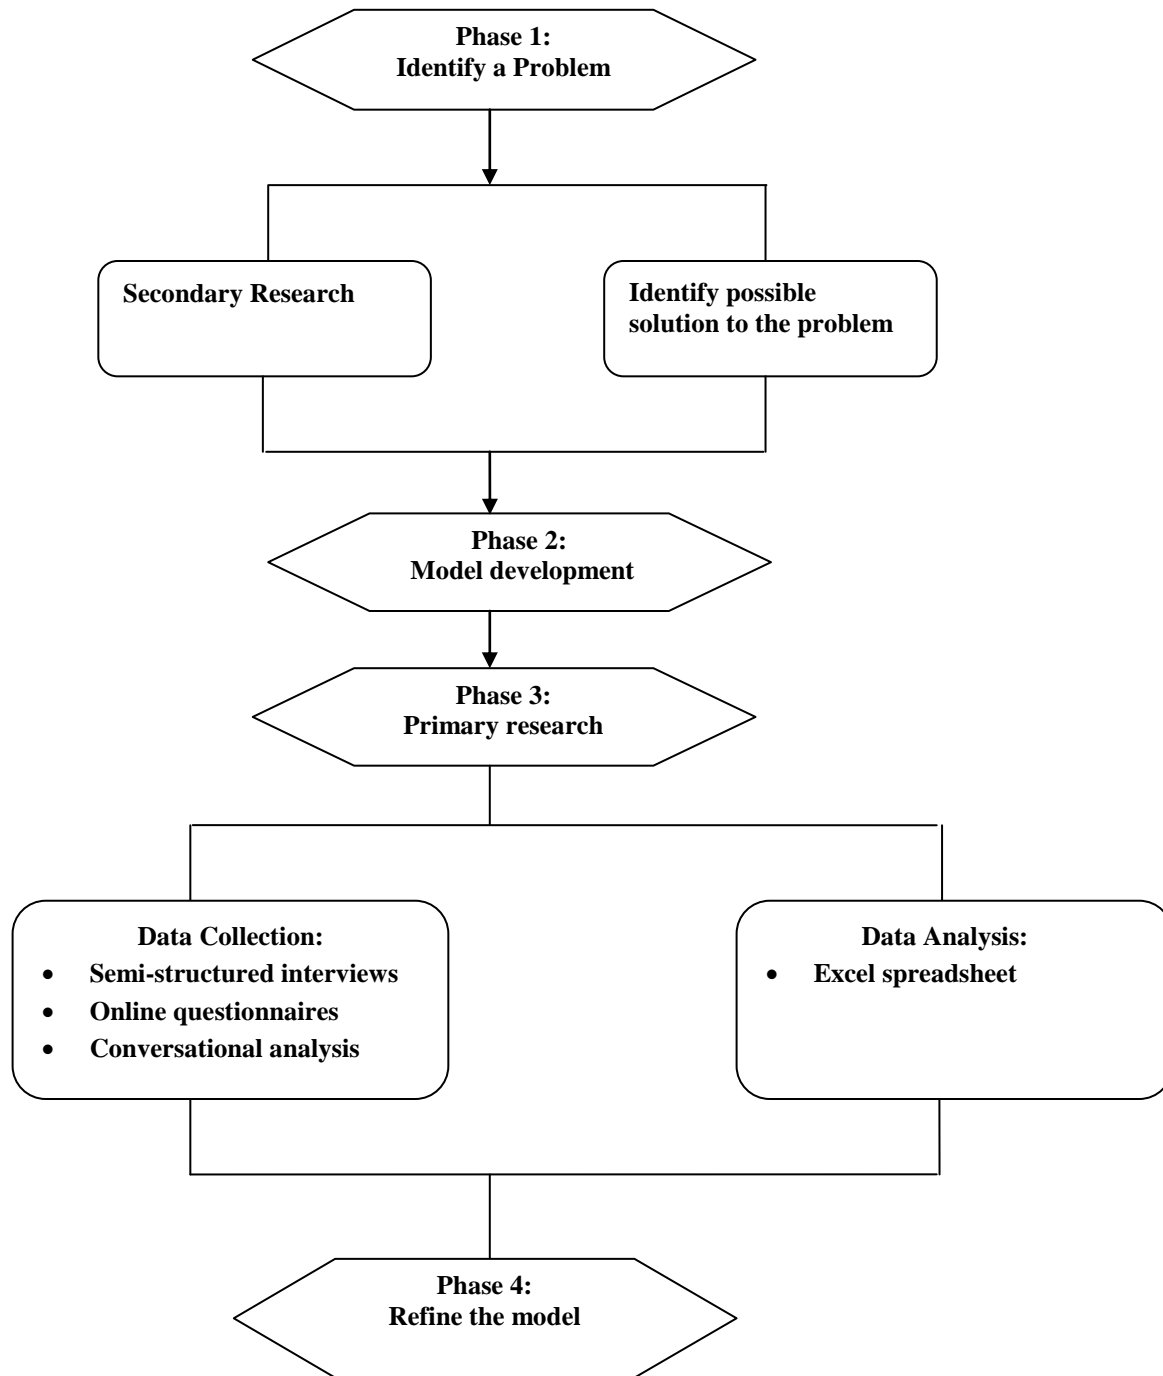 Phase 1:
Identify a Problem
Secondary Research
Identify possible
solution to the problem
Phase 2:
Model development
Phase 3:
Primary research
Data Collection:
• Semi-structured interviews
• Online questionnaires
• Conversational analysis
Data Analysis:
• Excel spreadsheet
Phase 4:
Refine the model